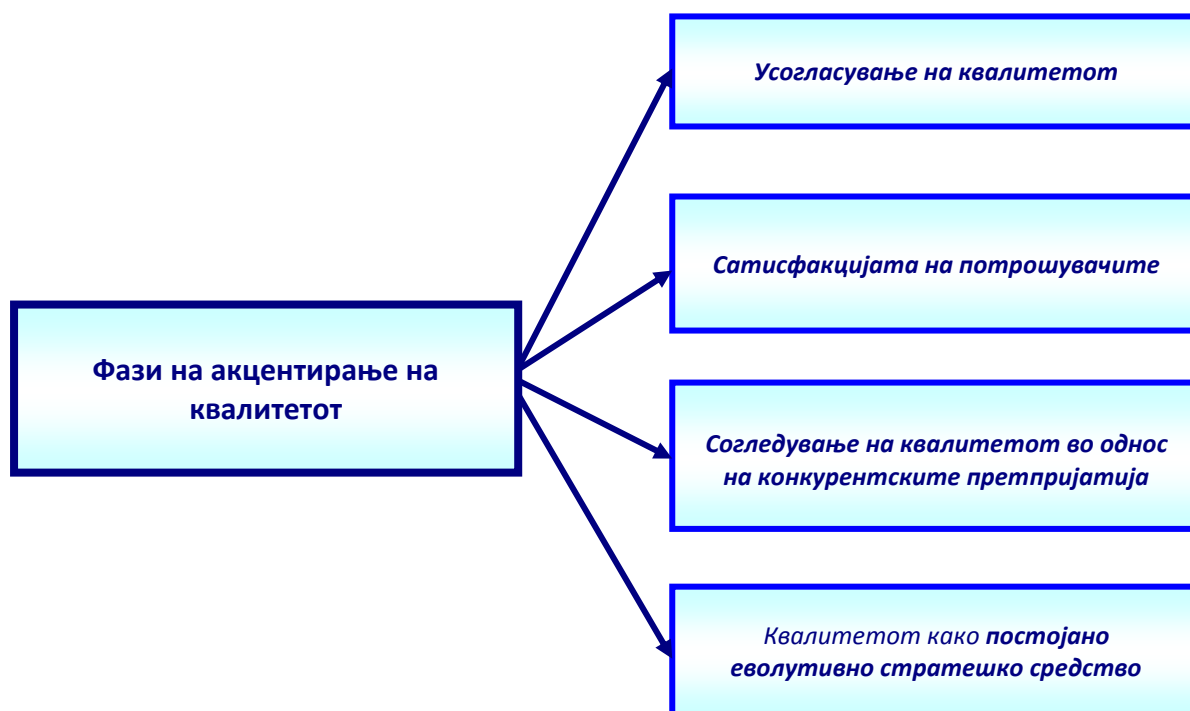 Усогласување на квалитетот
Сатисфакцијата на потрошувачите
Фази на акцентирање на
квалитетот
Согледување на квалитетот во однос
на конкурентските претпријатија
Квалитетот како постојано
еволутивно стратешко средство